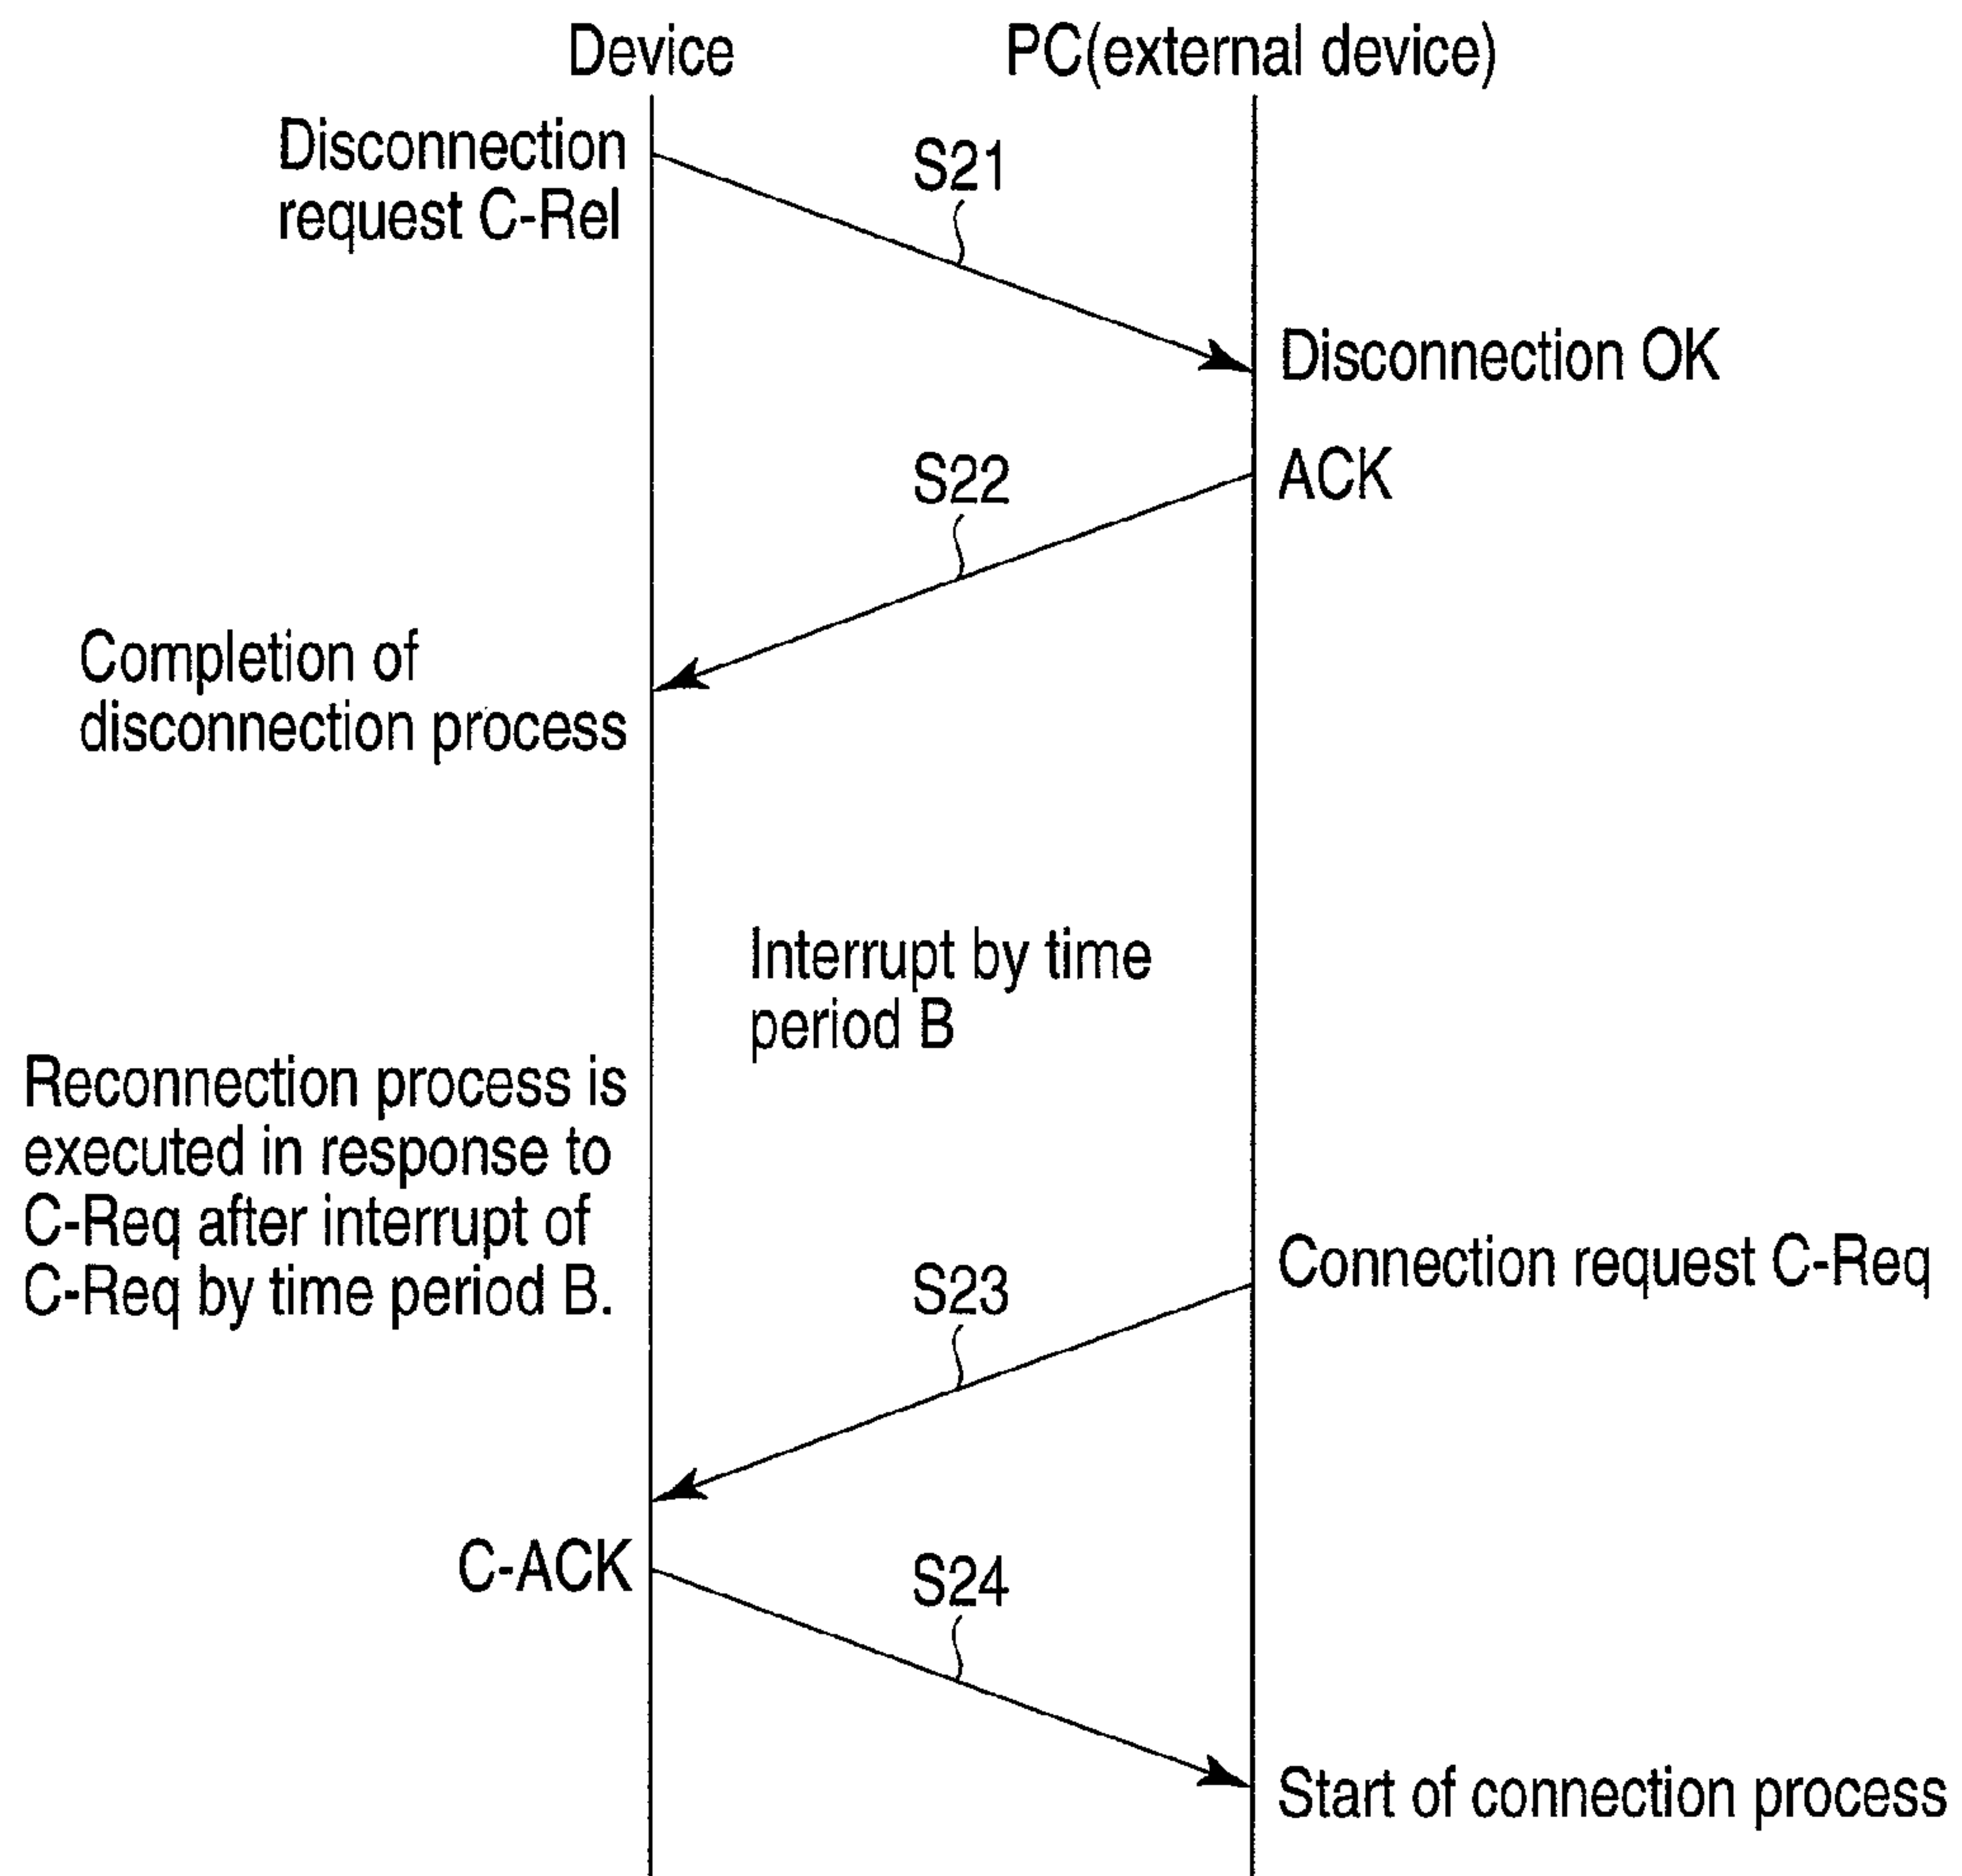 Device
PC(external device)
Disconnection
request C-Rel
S21
Disconnection OK
ACK
S22
Completion of
disconnection process
Interrupt by time
period B
Reconnection process is
executed in response to
C-Req after interrupt of
C-Req by time period B.
Connection request C-Req
S23
C-ACK
S24
Start of connection process